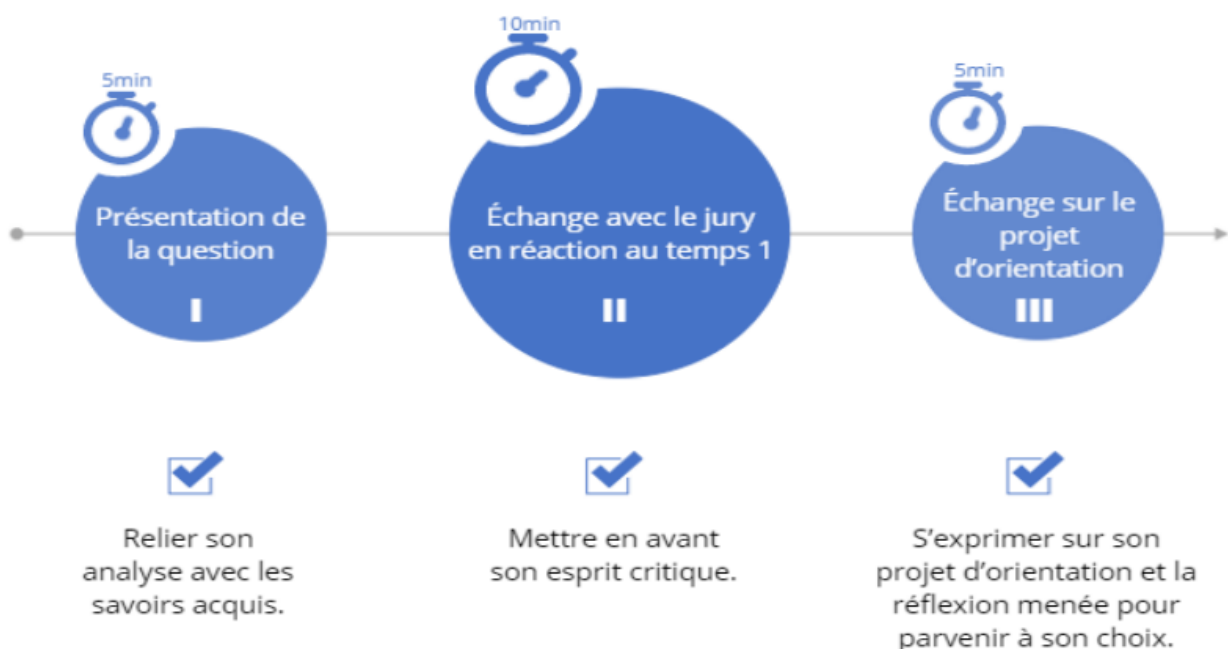 5min
Présentation de
la question
I
10min
Échange avec le jury
en réaction au temps 1
II
5min
Échange sur le
projet
d'orientation
III
Relier son
analyse avec les
savoirs acquis.
Mettre en avant
son esprit critique.
S'exprimer sur son
projet d'orientation et la
réflexion menée pour
parvenir à son choix.